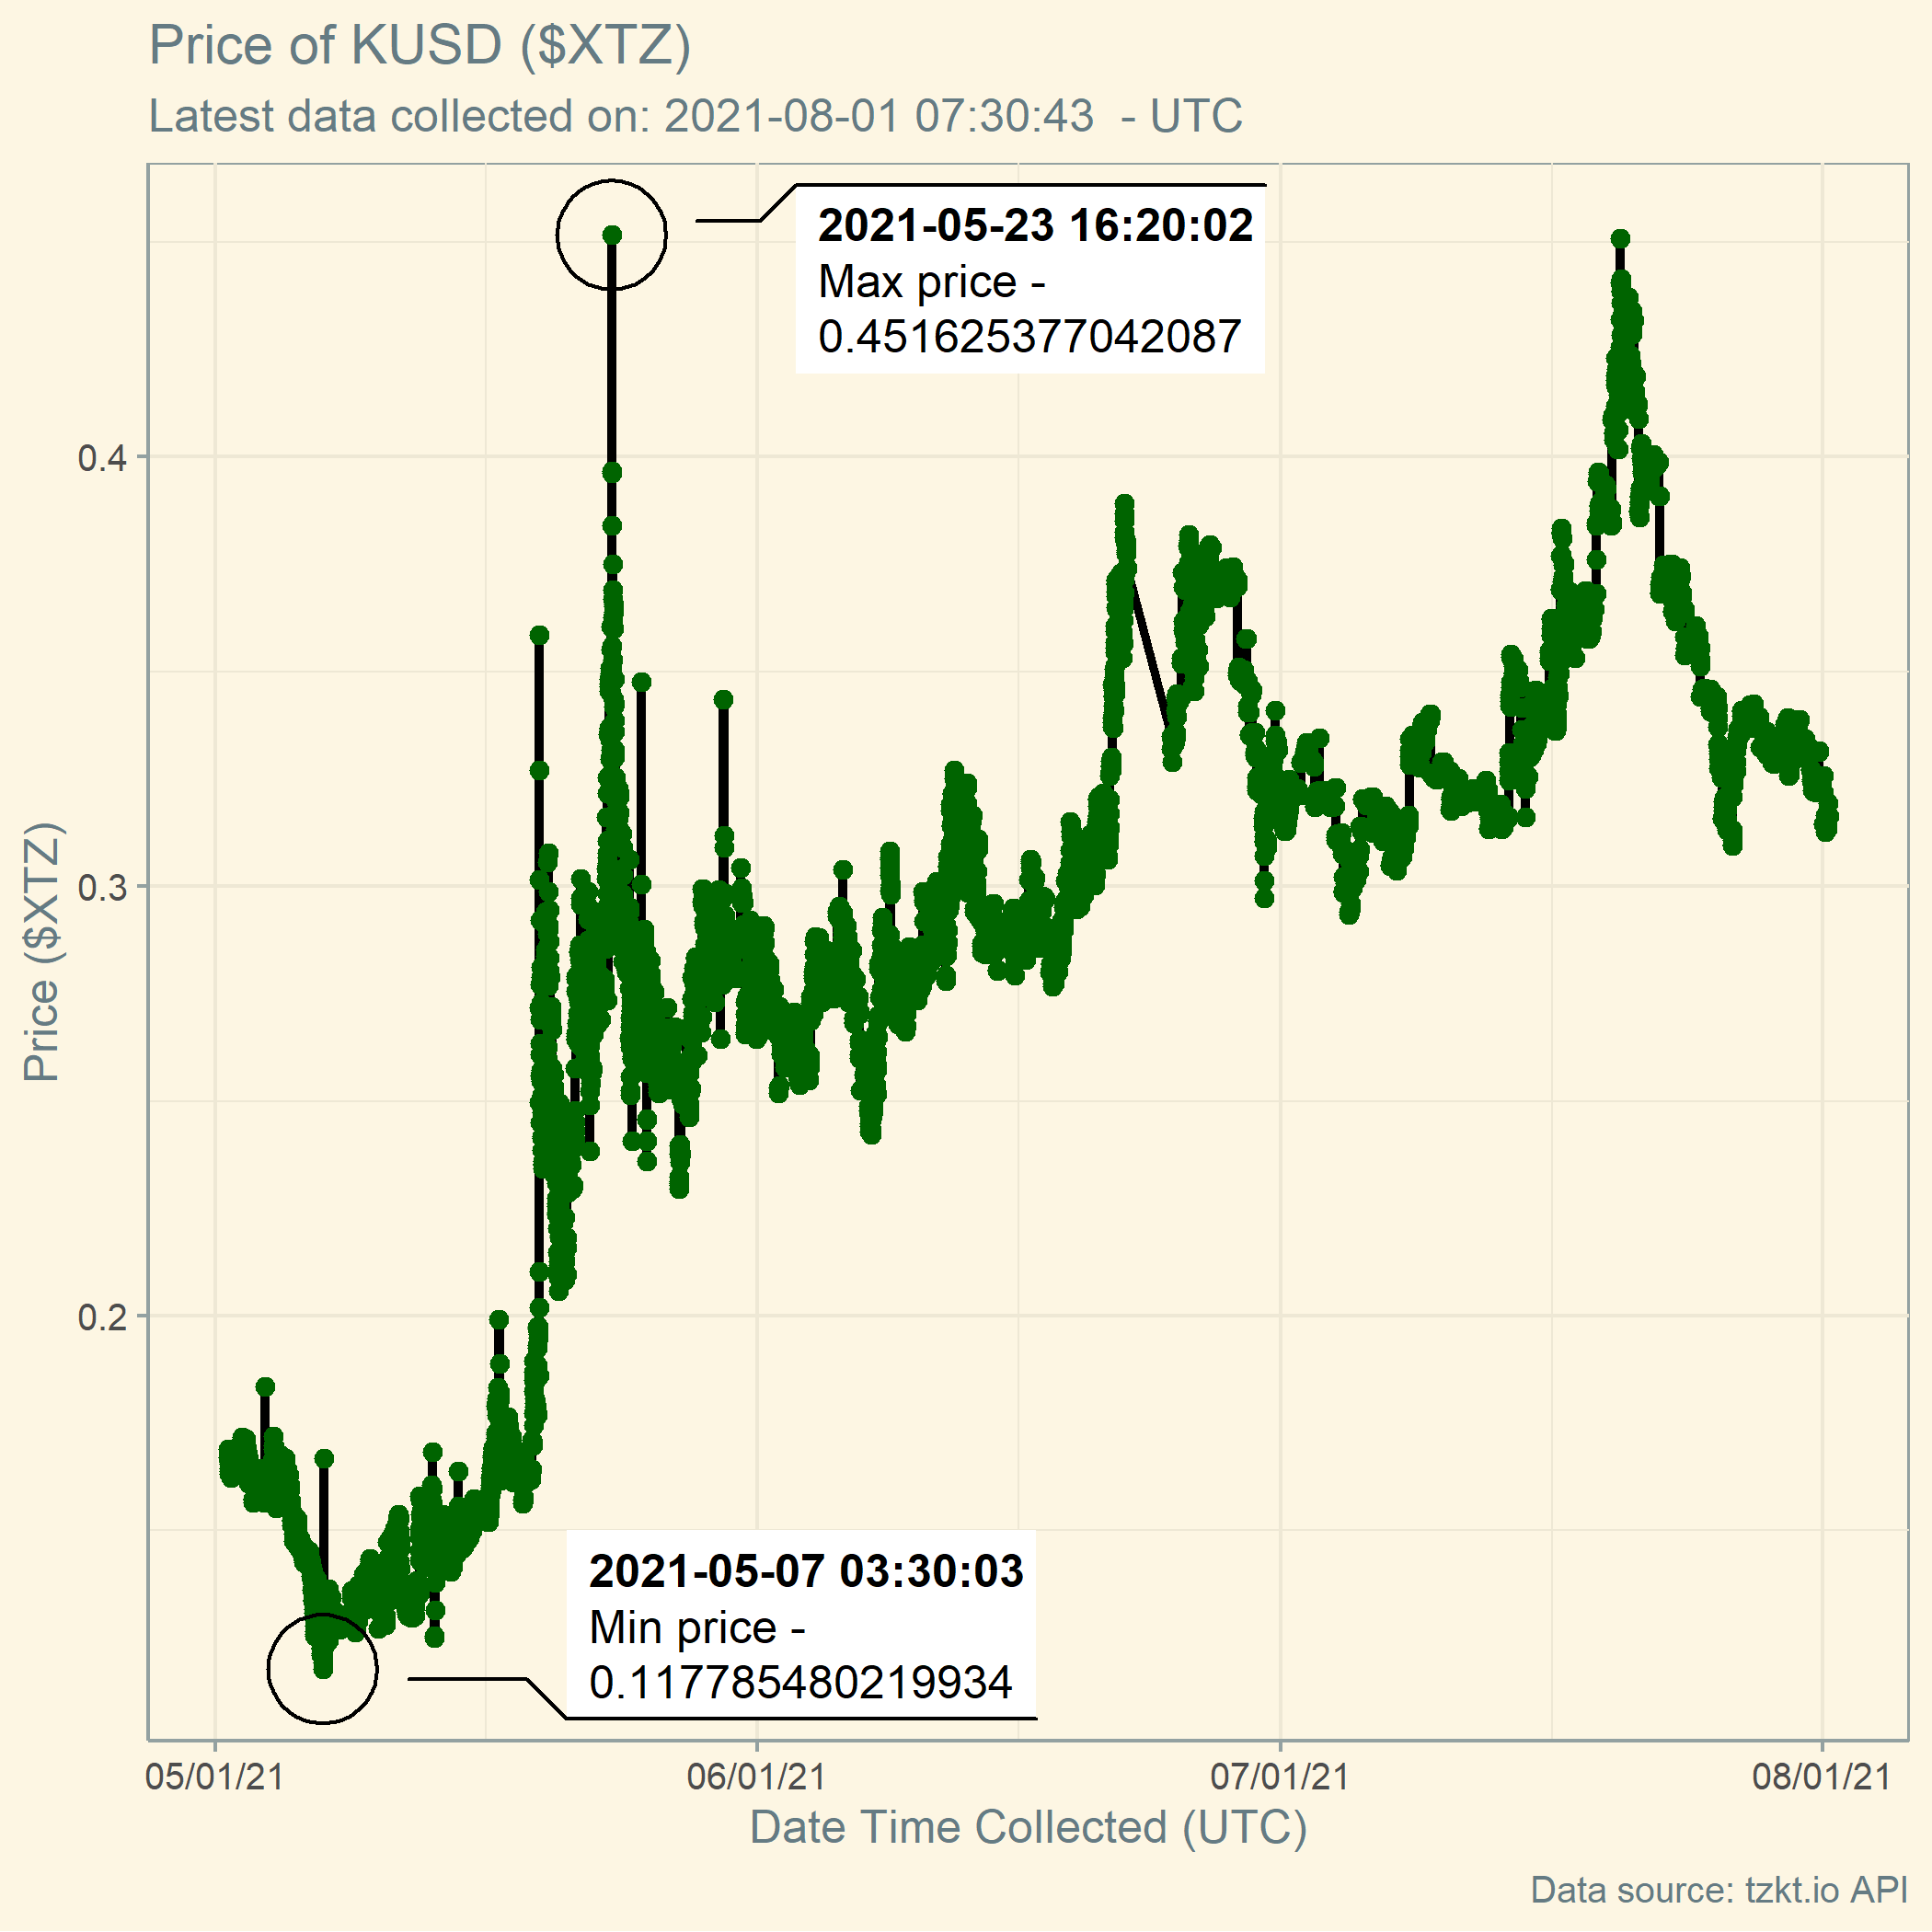 Price of KUSD ($XTZ)
Latest data collected on: 2021-08-01 07:30:43  - UTC
2021-05-23 16:20:02
Max price -
0.451625377042087
0.4
0.3
0.2
Price ($XTZ)
2021-05-07 03:30:03
Min price -
0.117785480219934
05/01/21
06/01/21
07/01/21
08/01/21
Date Time Collected (UTC)
Data source: tzkt.io API